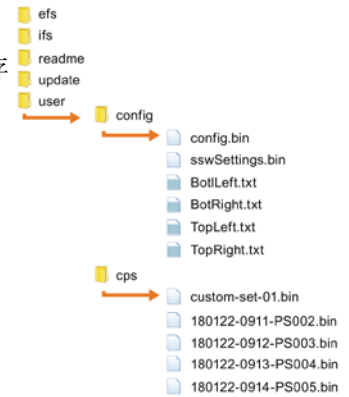 efs
ifs
readme
update
user
config
config.bin
sswSettings.bin
BotlLeft.txt
BotRight.txt
TopLeft.txt
TopRight.txt
cps
custom-set-01.bin
180122-0911-PS002.bin
180122-0912-PS003.bin
180122-0913-PS004.bin
180122-0914-PS005.bin